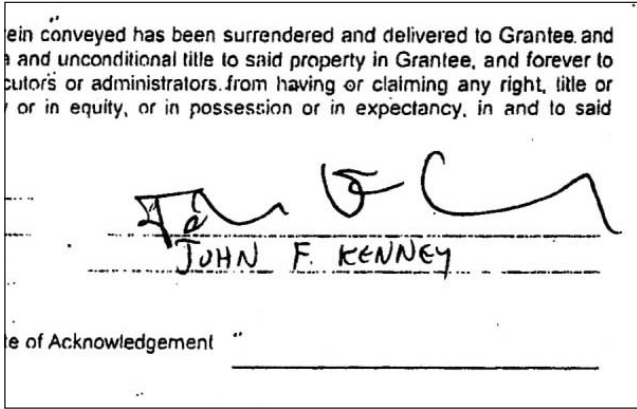 ein conveyed has been surrendered and delivered to Grantee and
and unconditional title to said property in Grantee, and forever to
cutors or administrators from having or claiming any right, title or
or in equity, or in possession or in expectancy, in and to said
JOHN F. KENNEY
e of Acknowledgement